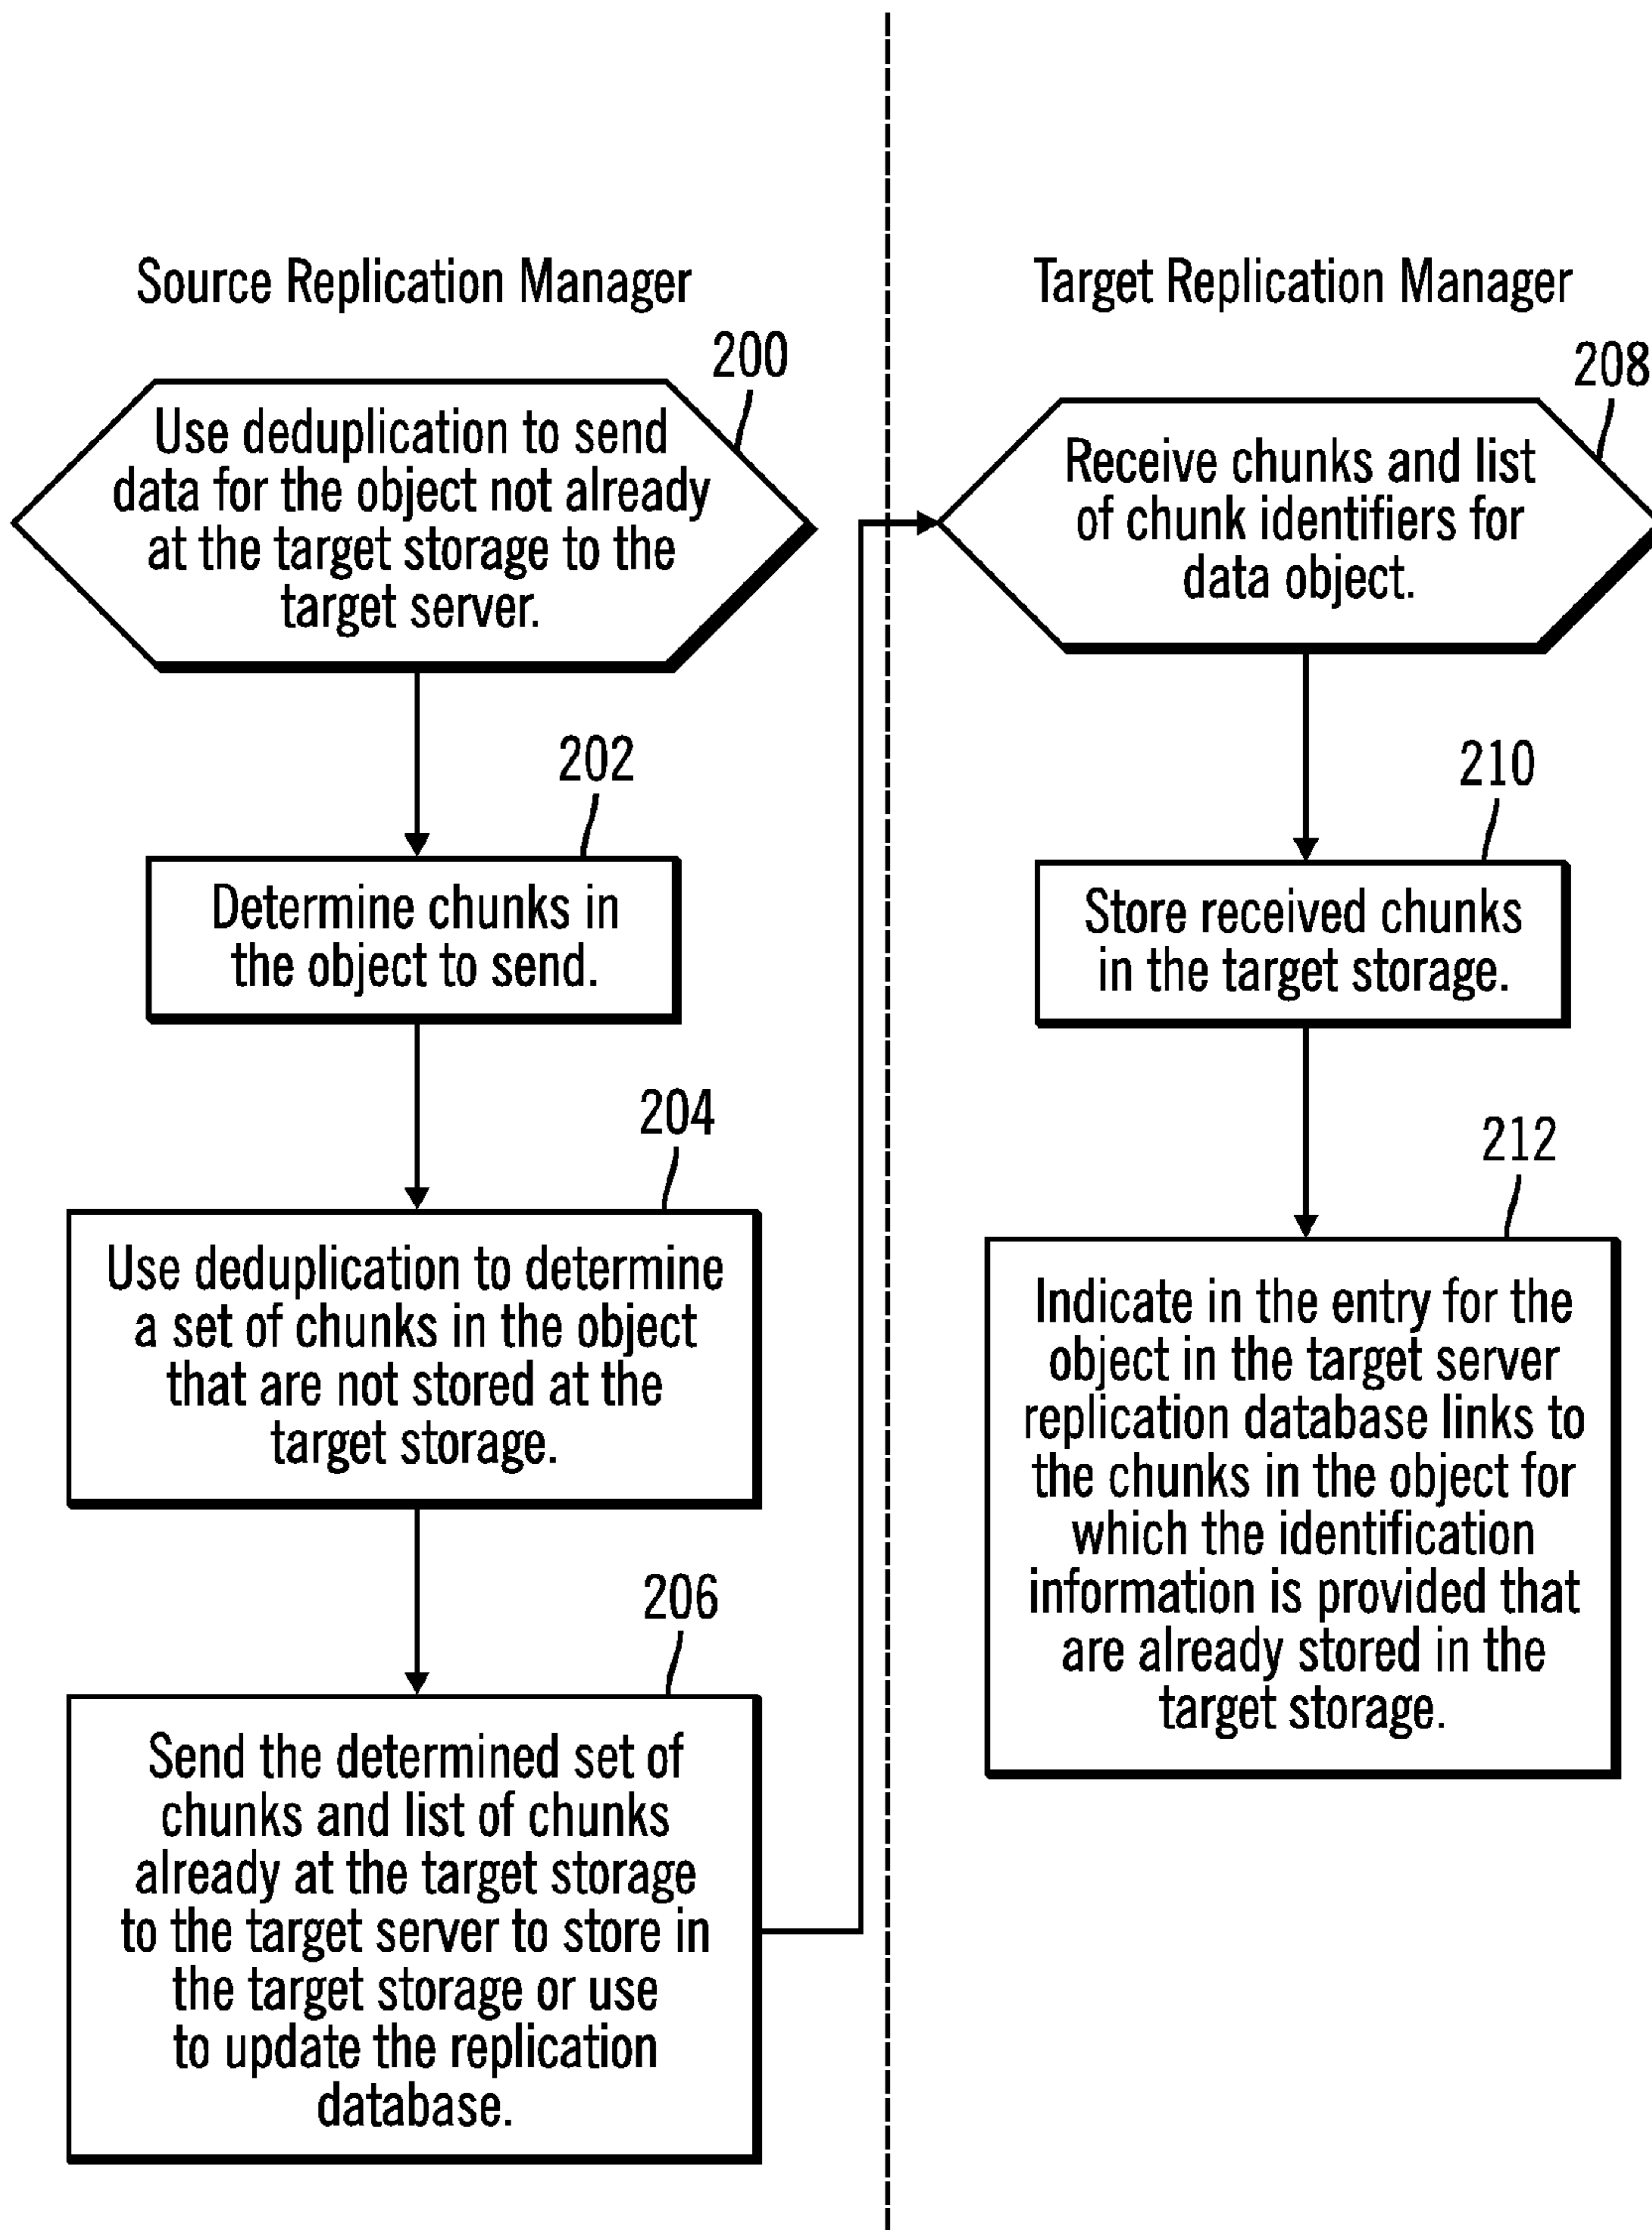 Source Replication Manager
200
Use deduplication to send
data for the object not already
at the target storage to the
target server.
202
Determine chunks in
the object to send.
204
Use deduplication to determine
a set of chunks in the object
that are not stored at the
target storage.
206
Send the determined set of
chunks and list of chunks
already at the target storage
to the target server to store in
the target storage or use
to update the replication
database.
Target Replication Manager
208
Receive chunks and list
of chunk identifiers for
data object.
210
Store received chunks
in the target storage.
212
Indicate in the entry for the
object in the target server
replication database links to
the chunks in the object for
which the identification
information is provided that
are already stored in the
target storage.